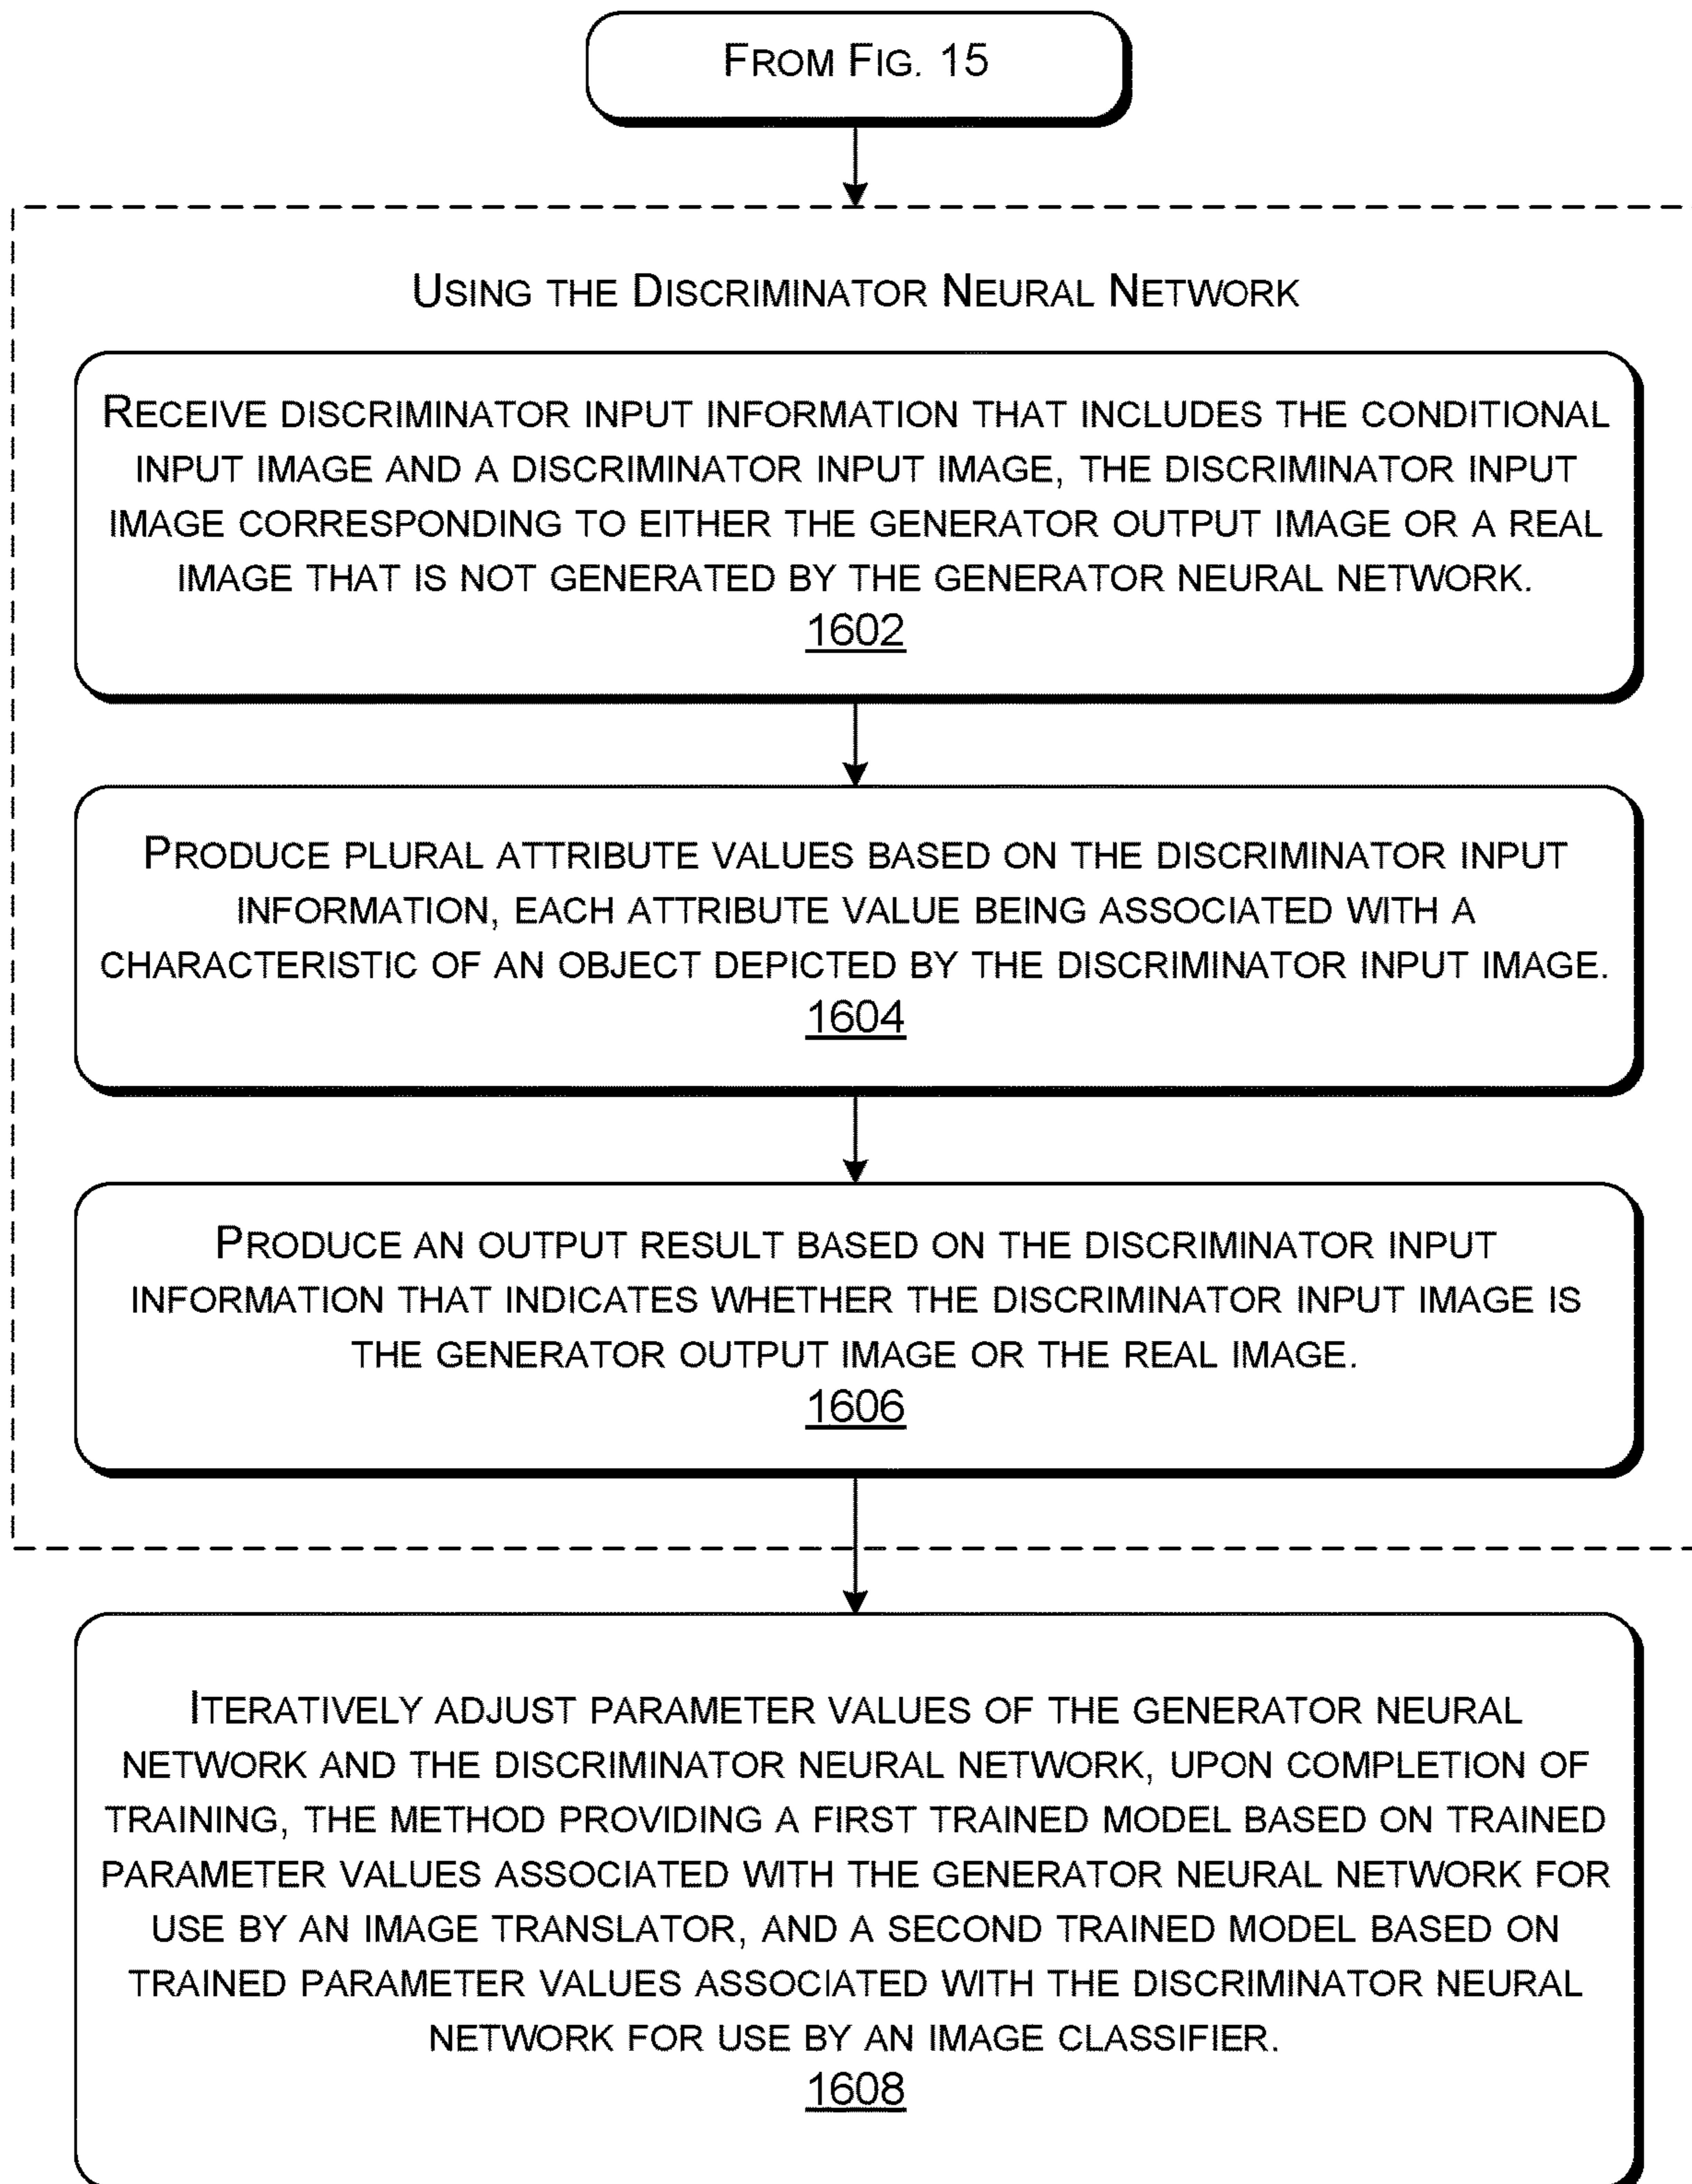 FROM FIG. 15
USING THE DISCRIMINATOR NEURAL NETWORK
RECEIVE DISCRIMINATOR INPUT INFORMATION THAT INCLUDES THE CONDITIONAL
INPUT IMAGE AND A DISCRIMINATOR INPUT IMAGE, THE DISCRIMINATOR INPUT
IMAGE CORRESPONDING TO EITHER THE GENERATOR OUTPUT IMAGE OR A REAL
IMAGE THAT IS NOT GENERATED BY THE GENERATOR NEURAL NETWORK.
1602
PRODUCE PLURAL ATTRIBUTE VALUES BASED ON THE DISCRIMINATOR INPUT
INFORMATION, EACH ATTRIBUTE VALUE BEING ASSOCIATED WITH A
CHARACTERISTIC OF AN OBJECT DEPICTED BY THE DISCRIMINATOR INPUT IMAGE.
1604
PRODUCE AN OUTPUT RESULT BASED ON THE DISCRIMINATOR INPUT
INFORMATION THAT INDICATES WHETHER THE DISCRIMINATOR INPUT IMAGE IS
THE GENERATOR OUTPUT IMAGE OR THE REAL IMAGE.
1606
ITERATIVELY ADJUST PARAMETER VALUES OF THE GENERATOR NEURAL
NETWORK AND THE DISCRIMINATOR NEURAL NETWORK, UPON COMPLETION OF
TRAINING, THE METHOD PROVIDING A FIRST TRAINED MODEL BASED ON TRAINED
PARAMETER VALUES ASSOCIATED WITH THE GENERATOR NEURAL NETWORK FOR
USE BY AN IMAGE TRANSLATOR, AND A SECOND TRAINED MODEL BASED ON
TRAINED PARAMETER VALUES ASSOCIATED WITH THE DISCRIMINATOR NEURAL
NETWORK FOR USE BY AN IMAGE CLASSIFIER.
1608